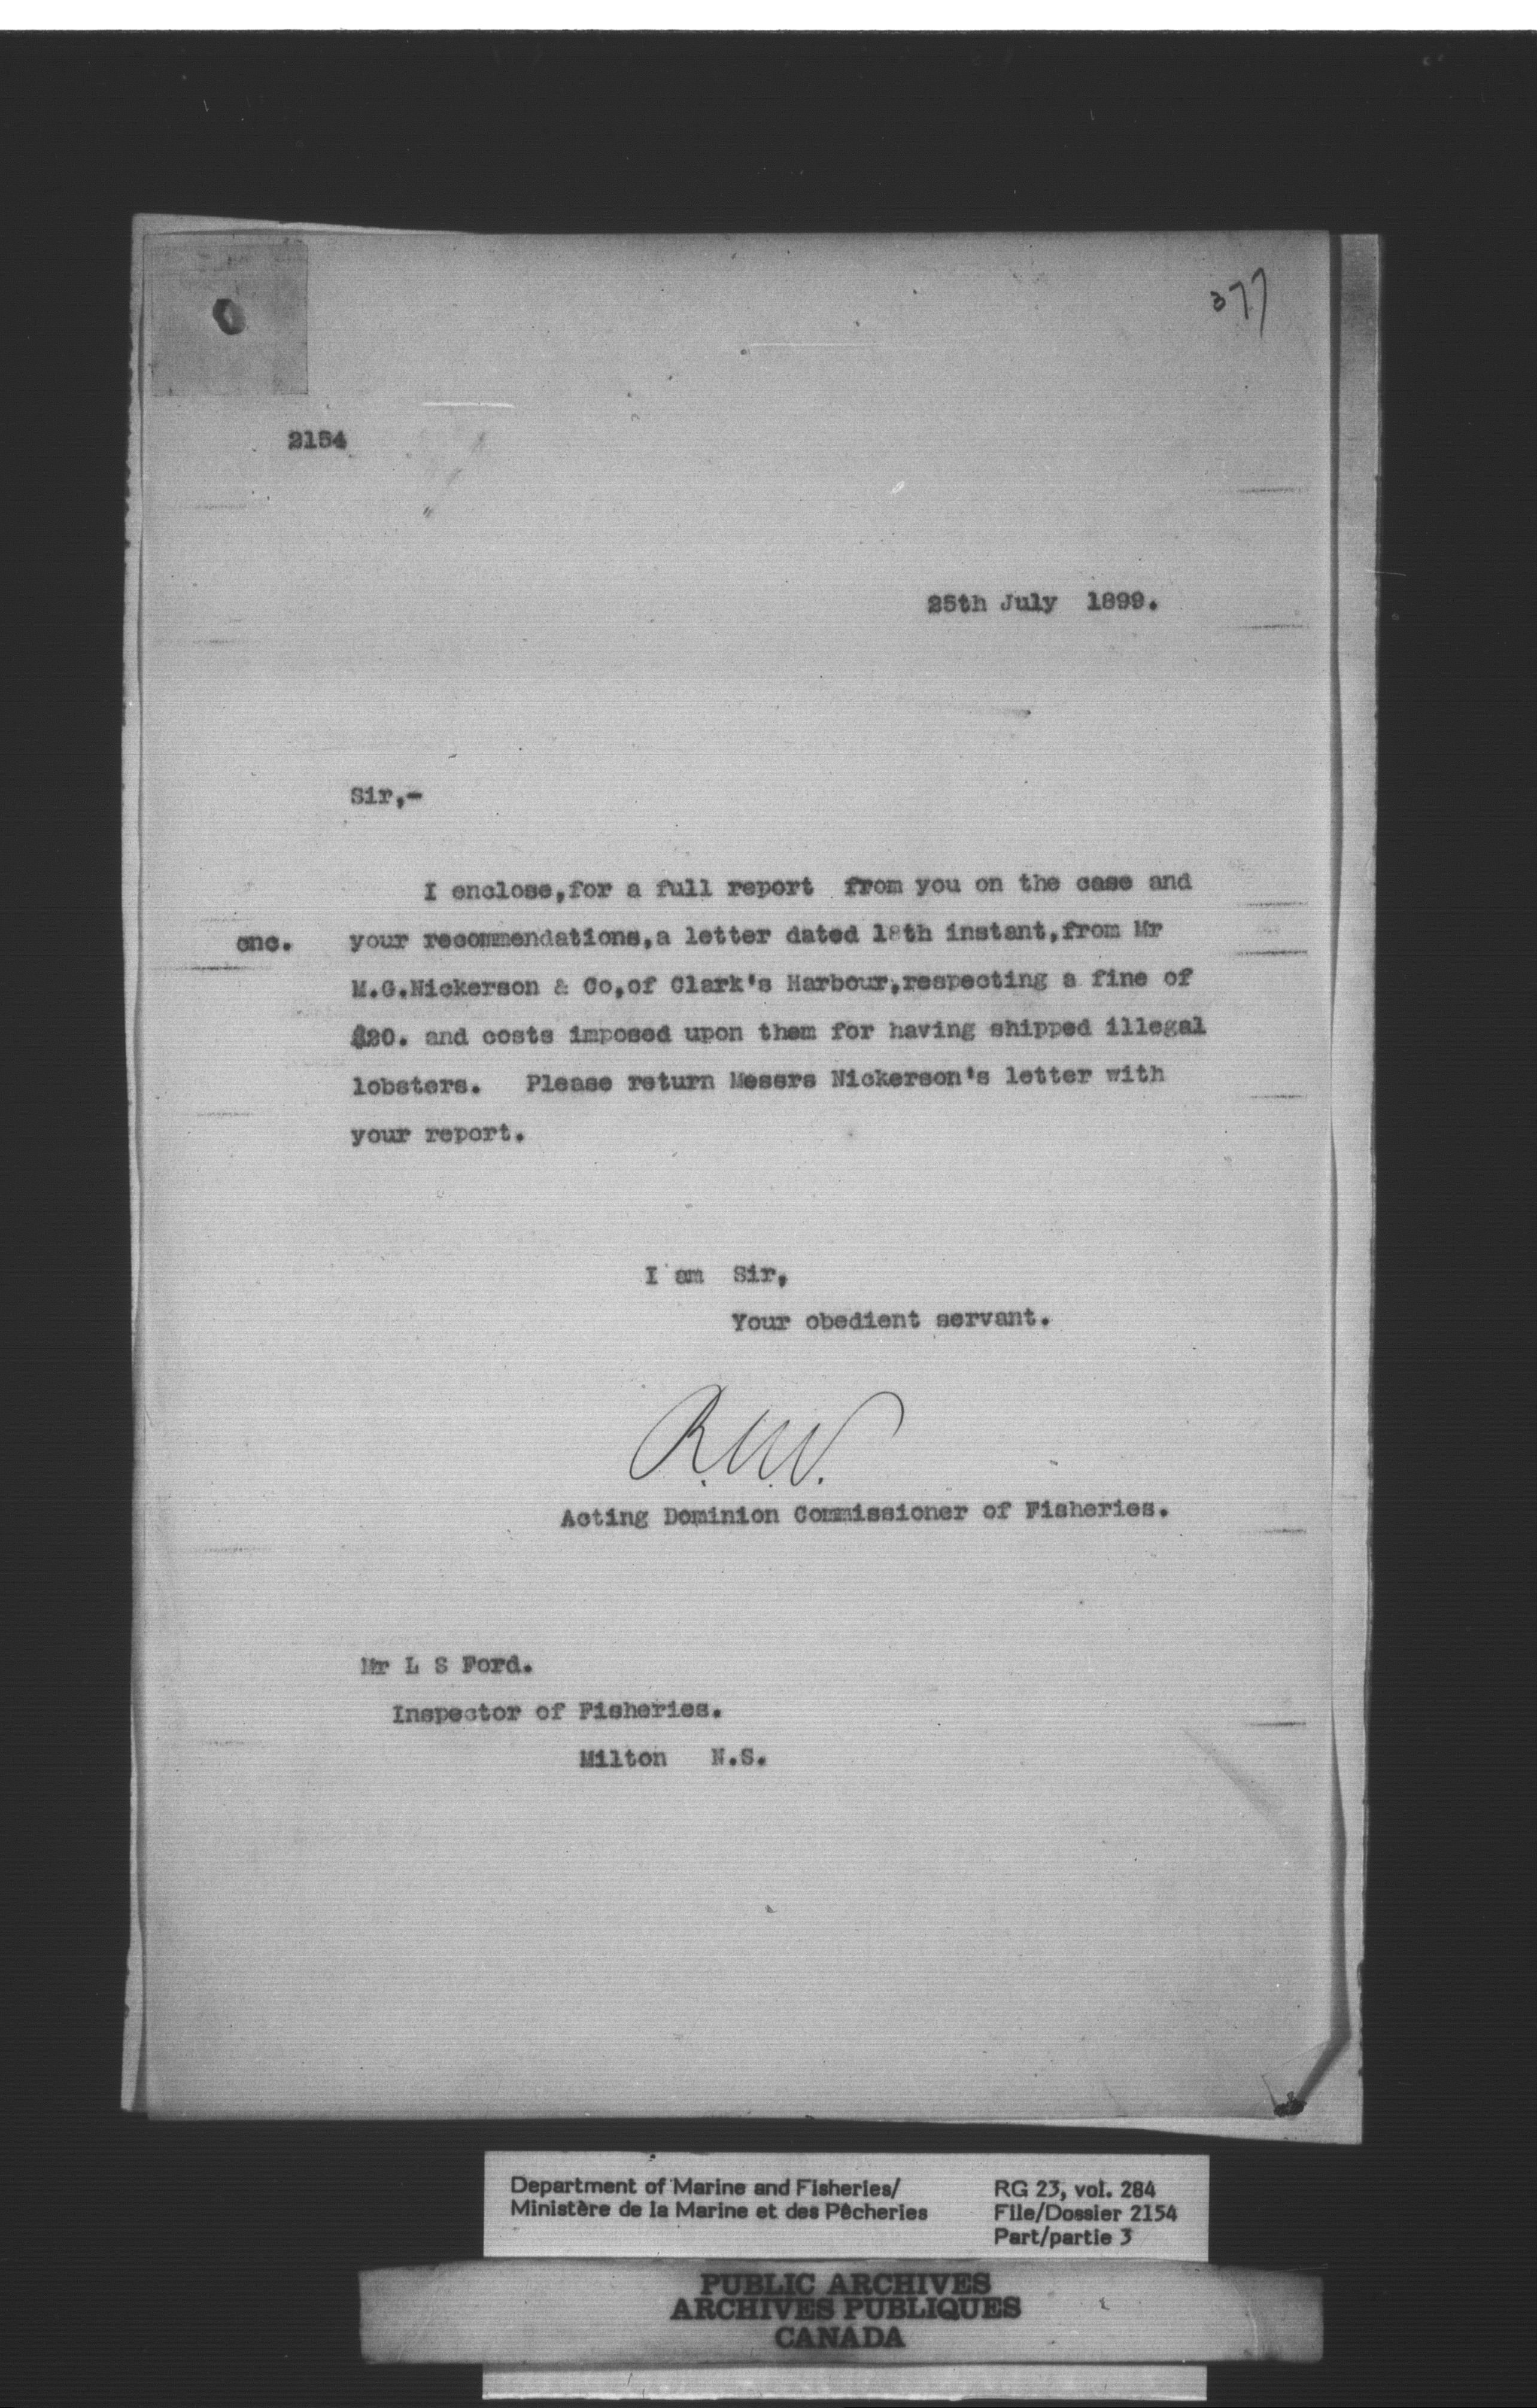 377
2154
25th July 1899.
Sir,-
I enclose,for a full report from you on the case and
enc. your recommendations,a letter dated 18th instant,from Mr
M.G.Nickerson & Co,of Clark's Harbour,respecting a fine of
$20. and costs imposed upon them for having shipped illegal
lobsters. Please return Messrs Nickerson's letter with
your report.
I am Sir,
Your obedient servant.
Acting Dominion Commissioner of Fisheries.
Mr L S Ford.
Inspector of Fisheries.
Milton N.S.
Department of Marine and Fisheries/
Ministère de la Marine et des Pêcheries
RG 23, vol. 284
File/Dossier 2154
Part/partie 3
PUBLIC ARCHIVES
ARCHIVES PUBLIQUES
CANADA